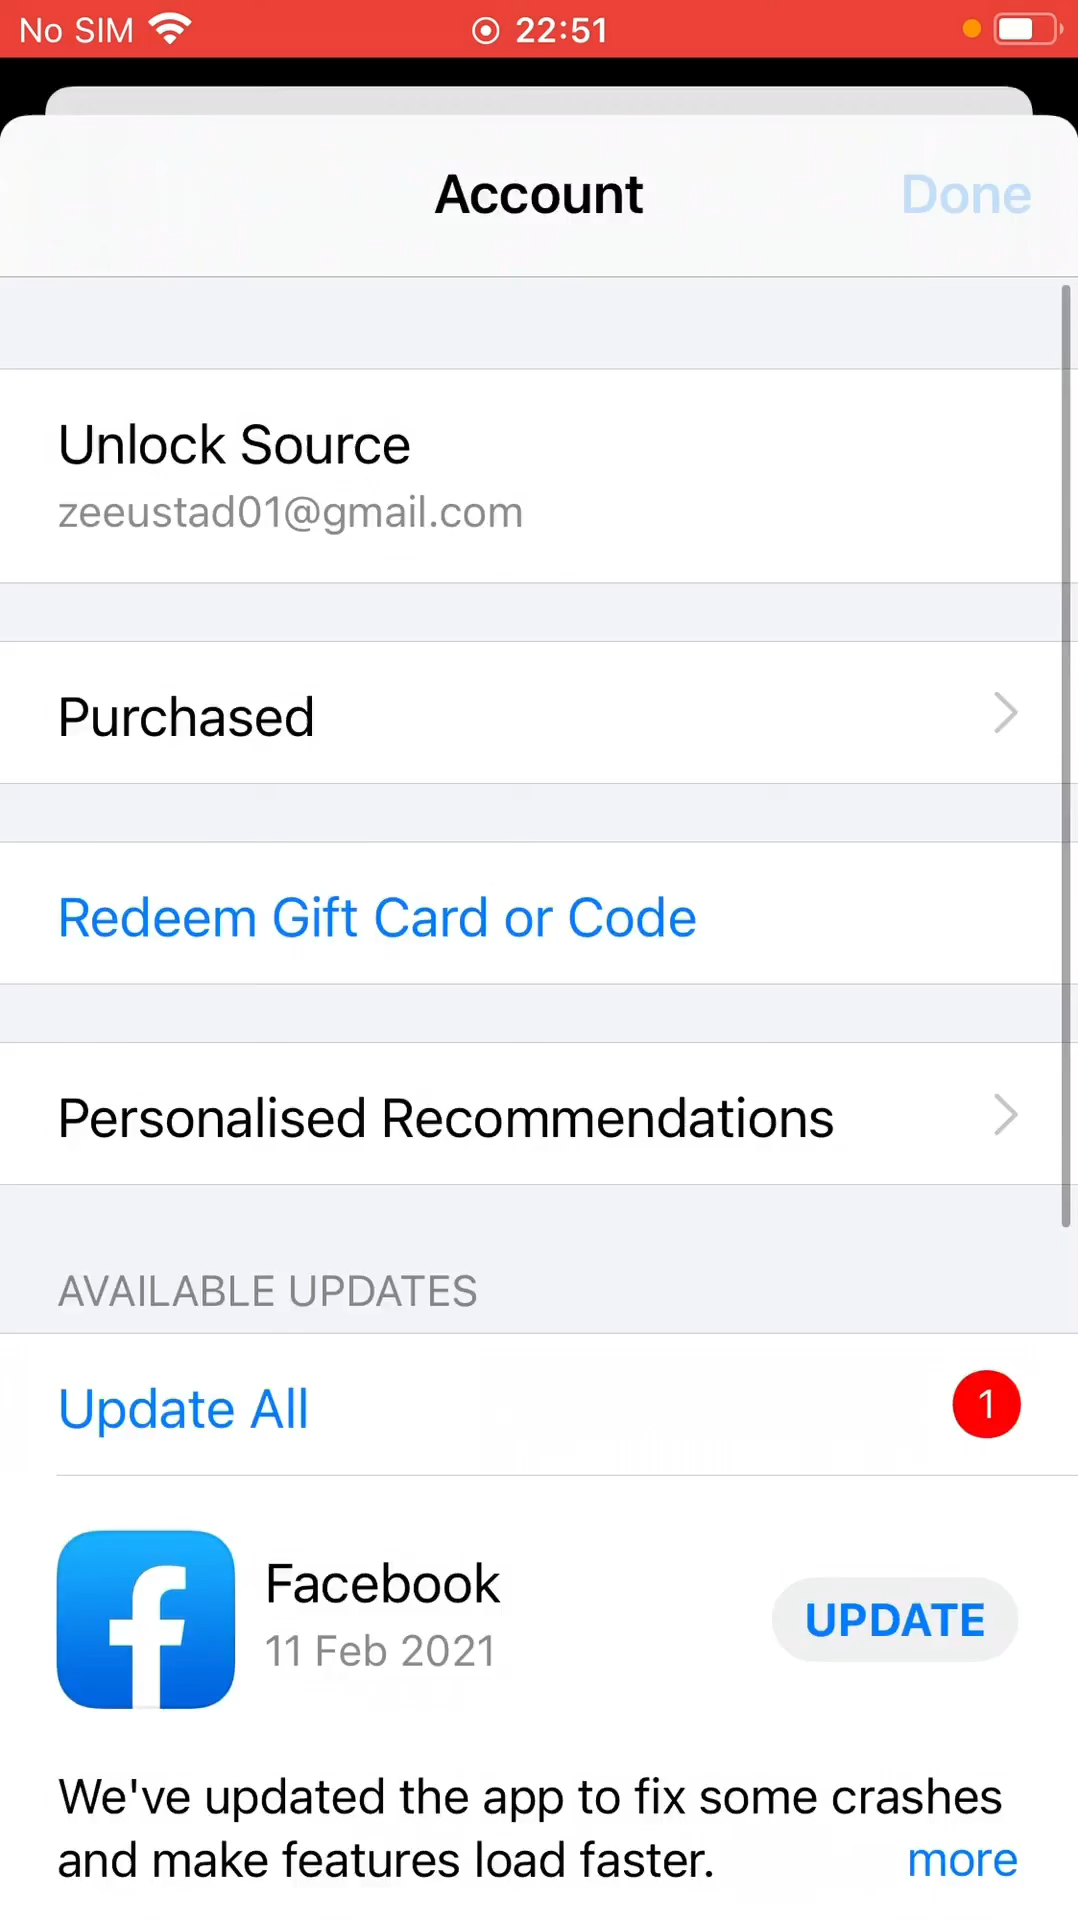 No SIM 22:51
Account
Done
Unlock Source
zeeustad01@gmail.com
Purchased
Redeem Gift Card or Code
Personalised Recommendations
AVAILABLE UPDATES
Update All
1
Facebook
11 Feb 2021
UPDATE
We've updated the app to fix some crashes
and make features load faster.
more